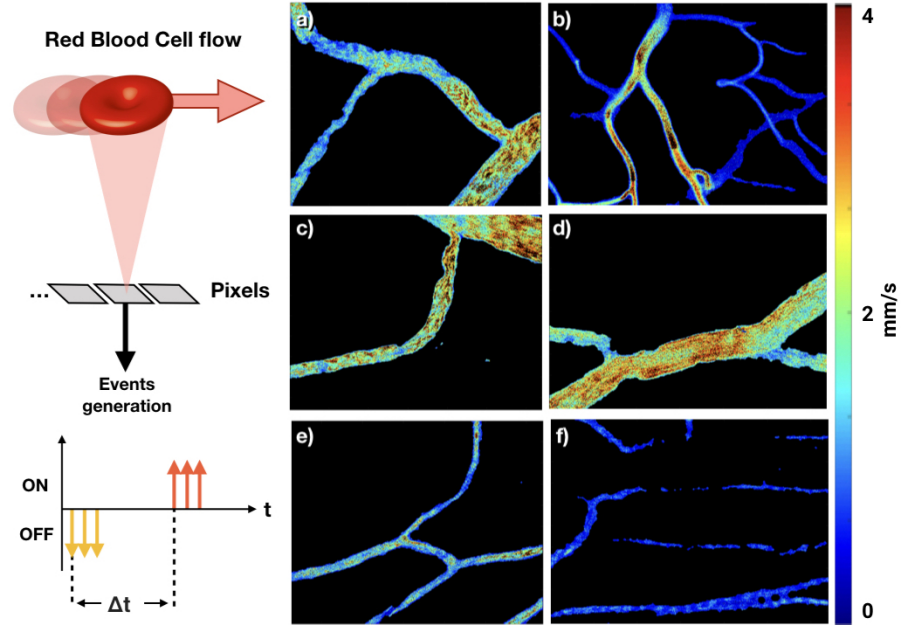 Red Blood Cell flow
... Pixels
Events
generation
ON
OFF
t
Δt
a)
b)
c)
d)
e)
f)
4
2
mm/s
0